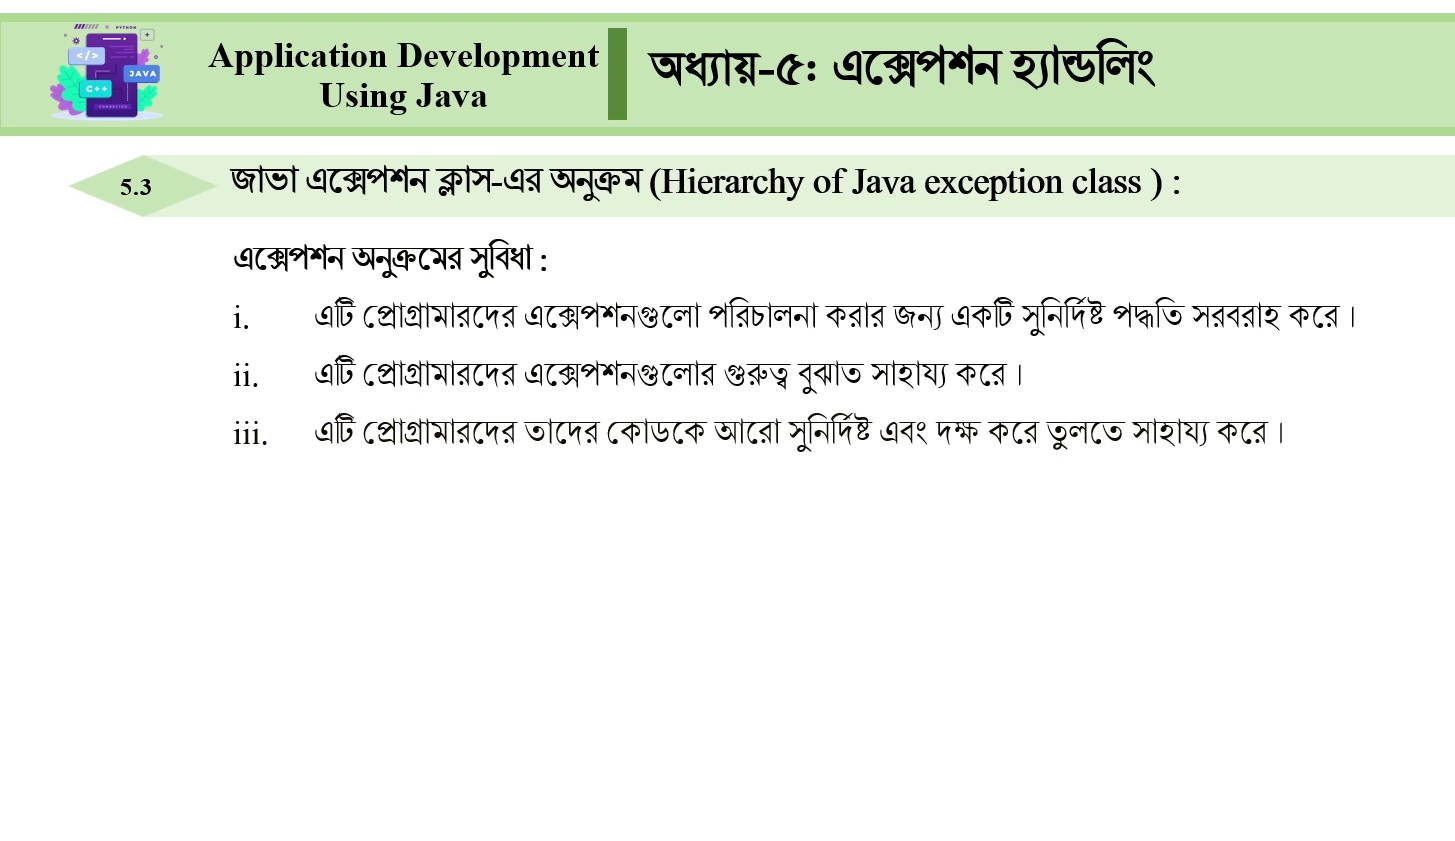 PYTHON
</>
JAVA
C++
Application Development
Using Java
অধ্যায়-৫: এক্সেপশন হ্যান্ডলিং
5.3
জাভা এক্সেপশন ক্লাস-এর অনুক্রম (Hierarchy of Java exception class ) :
এক্সেপশন অনুক্রমের সুবিধা :
i. এটি প্রোগ্রামারদের এক্সেপশনগুলো পরিচালনা করার জন্য একটি সুনির্দিষ্ট পদ্ধতি সরবরাহ করে।
ii. এটি প্রোগ্রামারদের এক্সেপশনগুলোর গুরুত্ব বুঝাত সাহায্য করে।
iii. এটি প্রোগ্রামারদের তাদের কোডকে আরো সুনির্দিষ্ট এবং দক্ষ করে তুলতে সাহায্য করে।